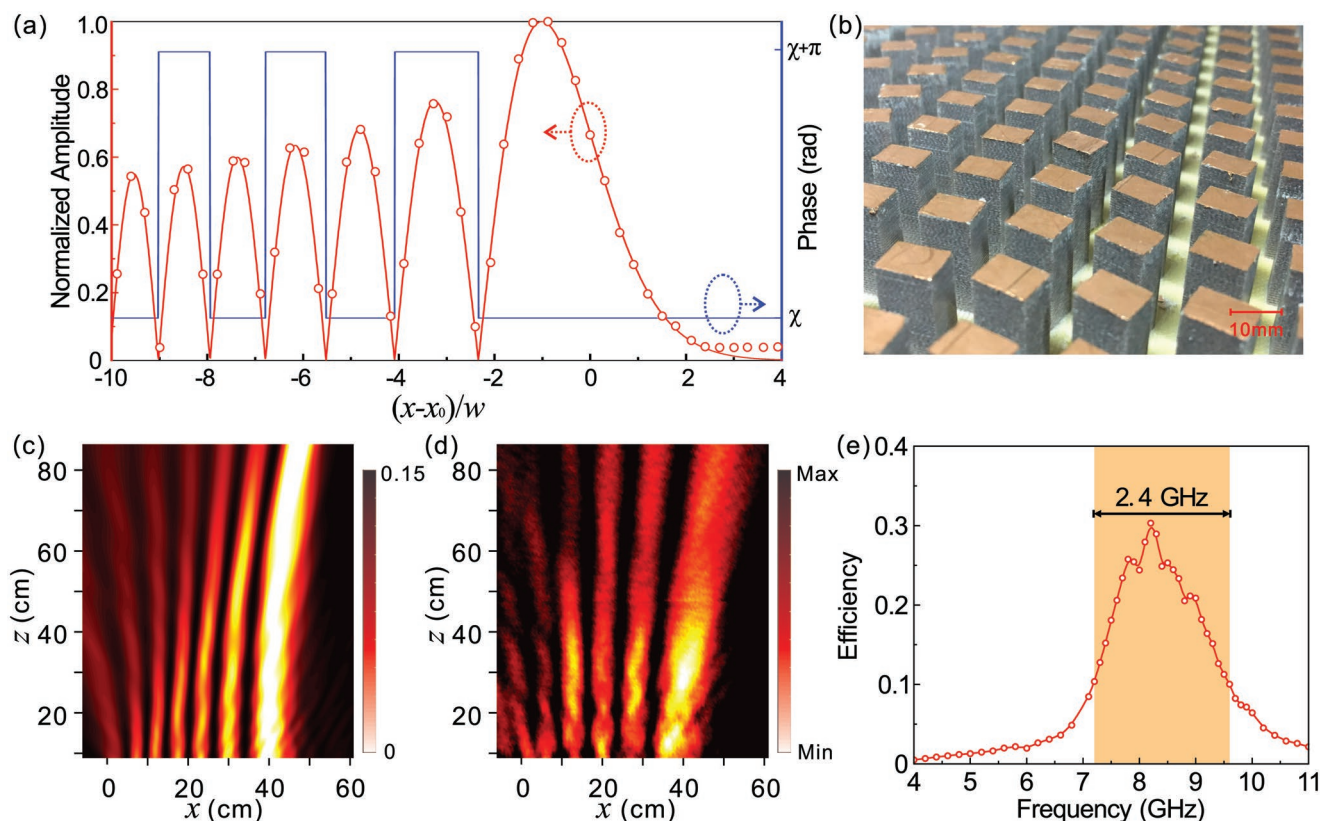 (a)
1.0
0.8
0.6
0.4
0.2
0
Normalized Amplitude
-10
-8
-6
-4
-2
0
2
4
(x-x₀)/w
χ+π
χ
Phase (rad)
(b)
10mm
(c)
80
60
40
20
z (cm)
0
20
40
60
x (cm)
0.15
0
(d)
80
60
40
20
z (cm)
0
20
40
60
x (cm)
Max
Min
(e)
0.4
0.3
0.2
0.1
0
Efficiency
2.4 GHz
4
5
6
7
8
9
10
11
Frequency (GHz)